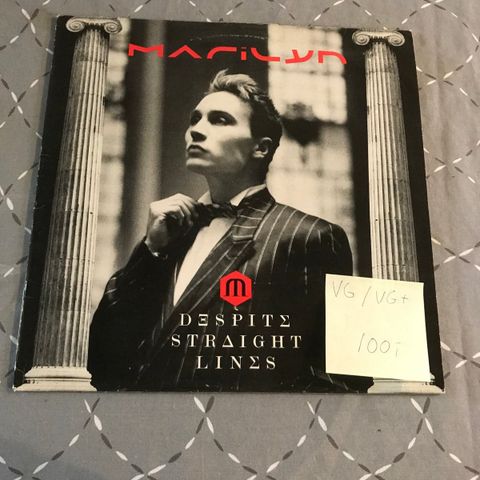 MARiLYN
M
DESPITE
STRAIGHT
LINES
VG / VG+
100,-